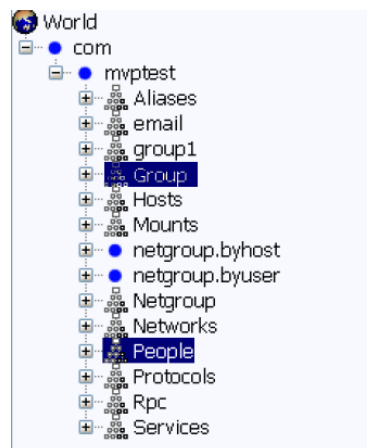 World
com
mvptest
Aliases
email
group1
Group
Hosts
Mounts
netgroup.byhost
netgroup.byuser
Netgroup
Networks
People
Protocols
Rpc
Services